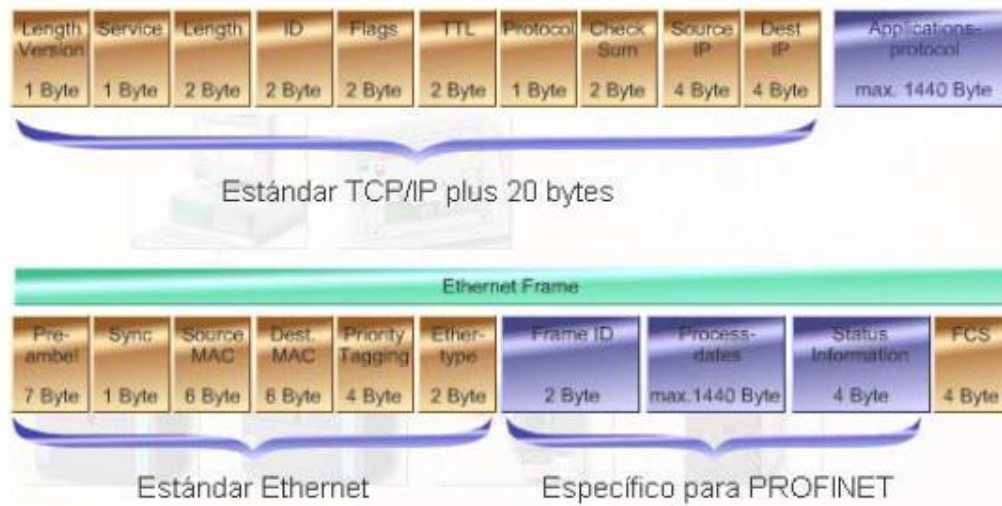 Length Version 1 Byte
Service 1 Byte
Length 2 Byte
ID 2 Byte
Flags 2 Byte
TTL 2 Byte
Protocol 1 Byte
Check Sum 2 Byte
Source IP 4 Byte
Dest IP 4 Byte
Applications- protocol max. 1440 Byte
Estándar TCP/IP plus 20 bytes
Ethernet Frame
Pre- ambel 7 Byte
Sync 1 Byte
Source MAC 6 Byte
Dest. MAC 6 Byte
Priority Tagging 4 Byte
Ether- type 2 Byte
Frame ID 2 Byte
Process- dates max.1440 Byte
Status Information 4 Byte
FCS 4 Byte
Estándar Ethernet
Específico para PROFINET